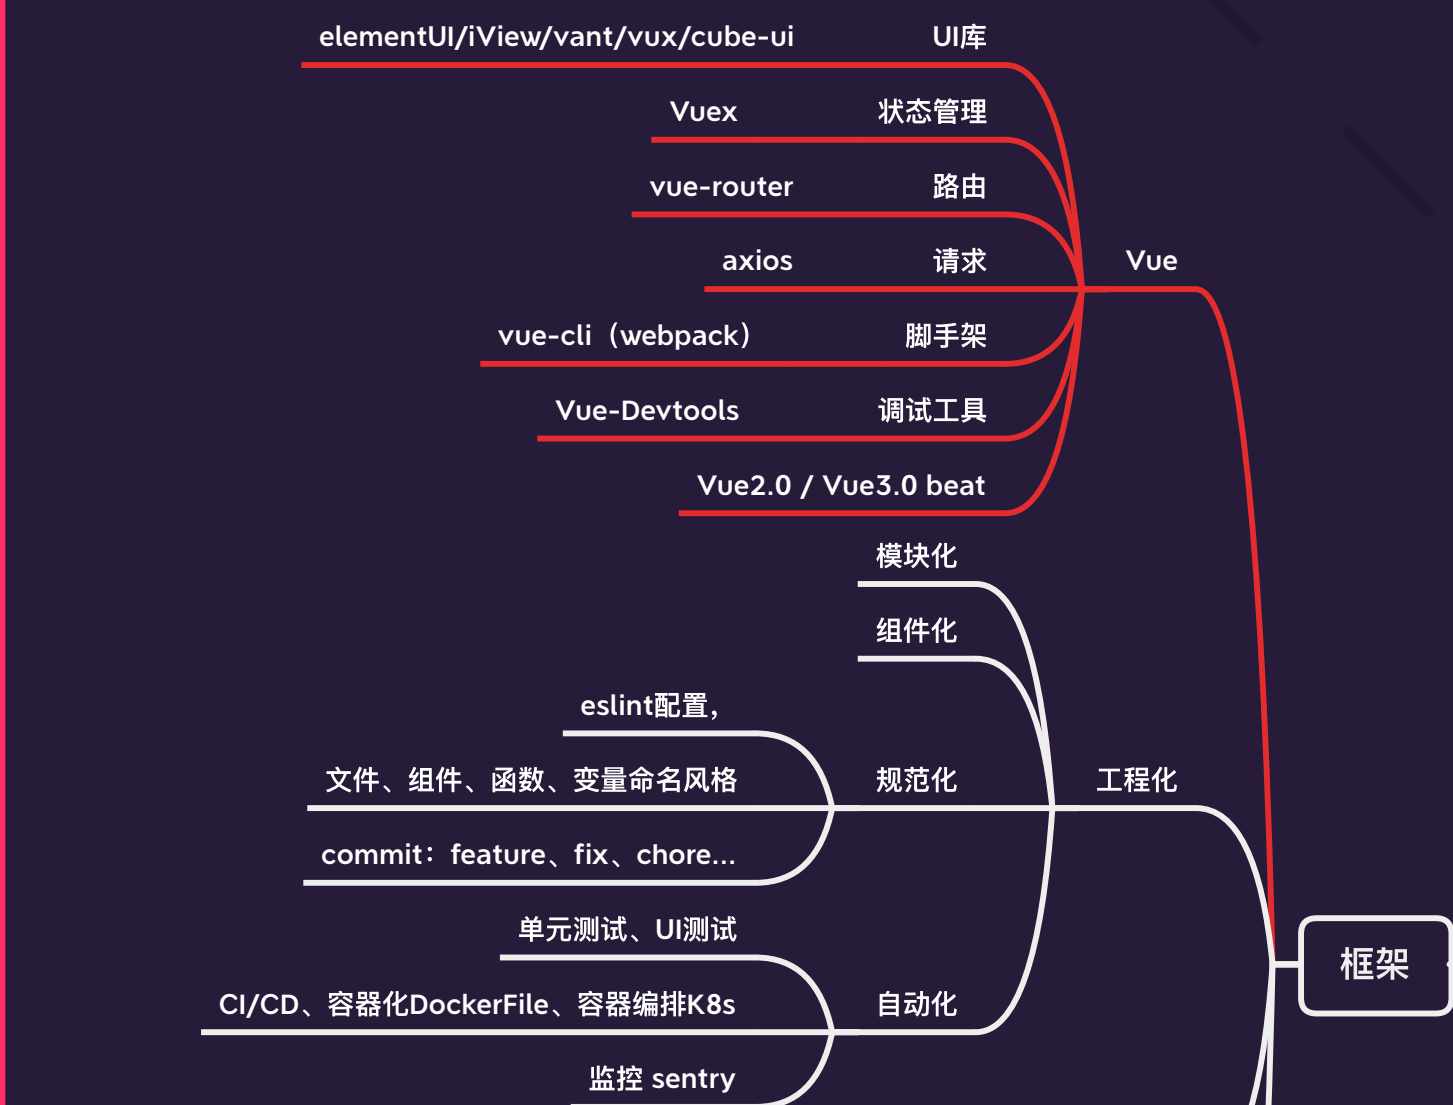 elementUI/iView/vant/vux/cube-ui UI库
Vuex 状态管理
vue-router 路由
axios 请求
Vue
vue-cli（webpack） 脚手架
Vue-Devtools 调试工具
Vue2.0 / Vue3.0 beat
模块化
组件化
eslint配置，
文件、组件、函数、变量命名风格 规范化 工程化
commit：feature、fix、chore...
单元测试、UI测试
框架
CI/CD、容器化DockerFile、容器编排K8s 自动化
监控 sentry